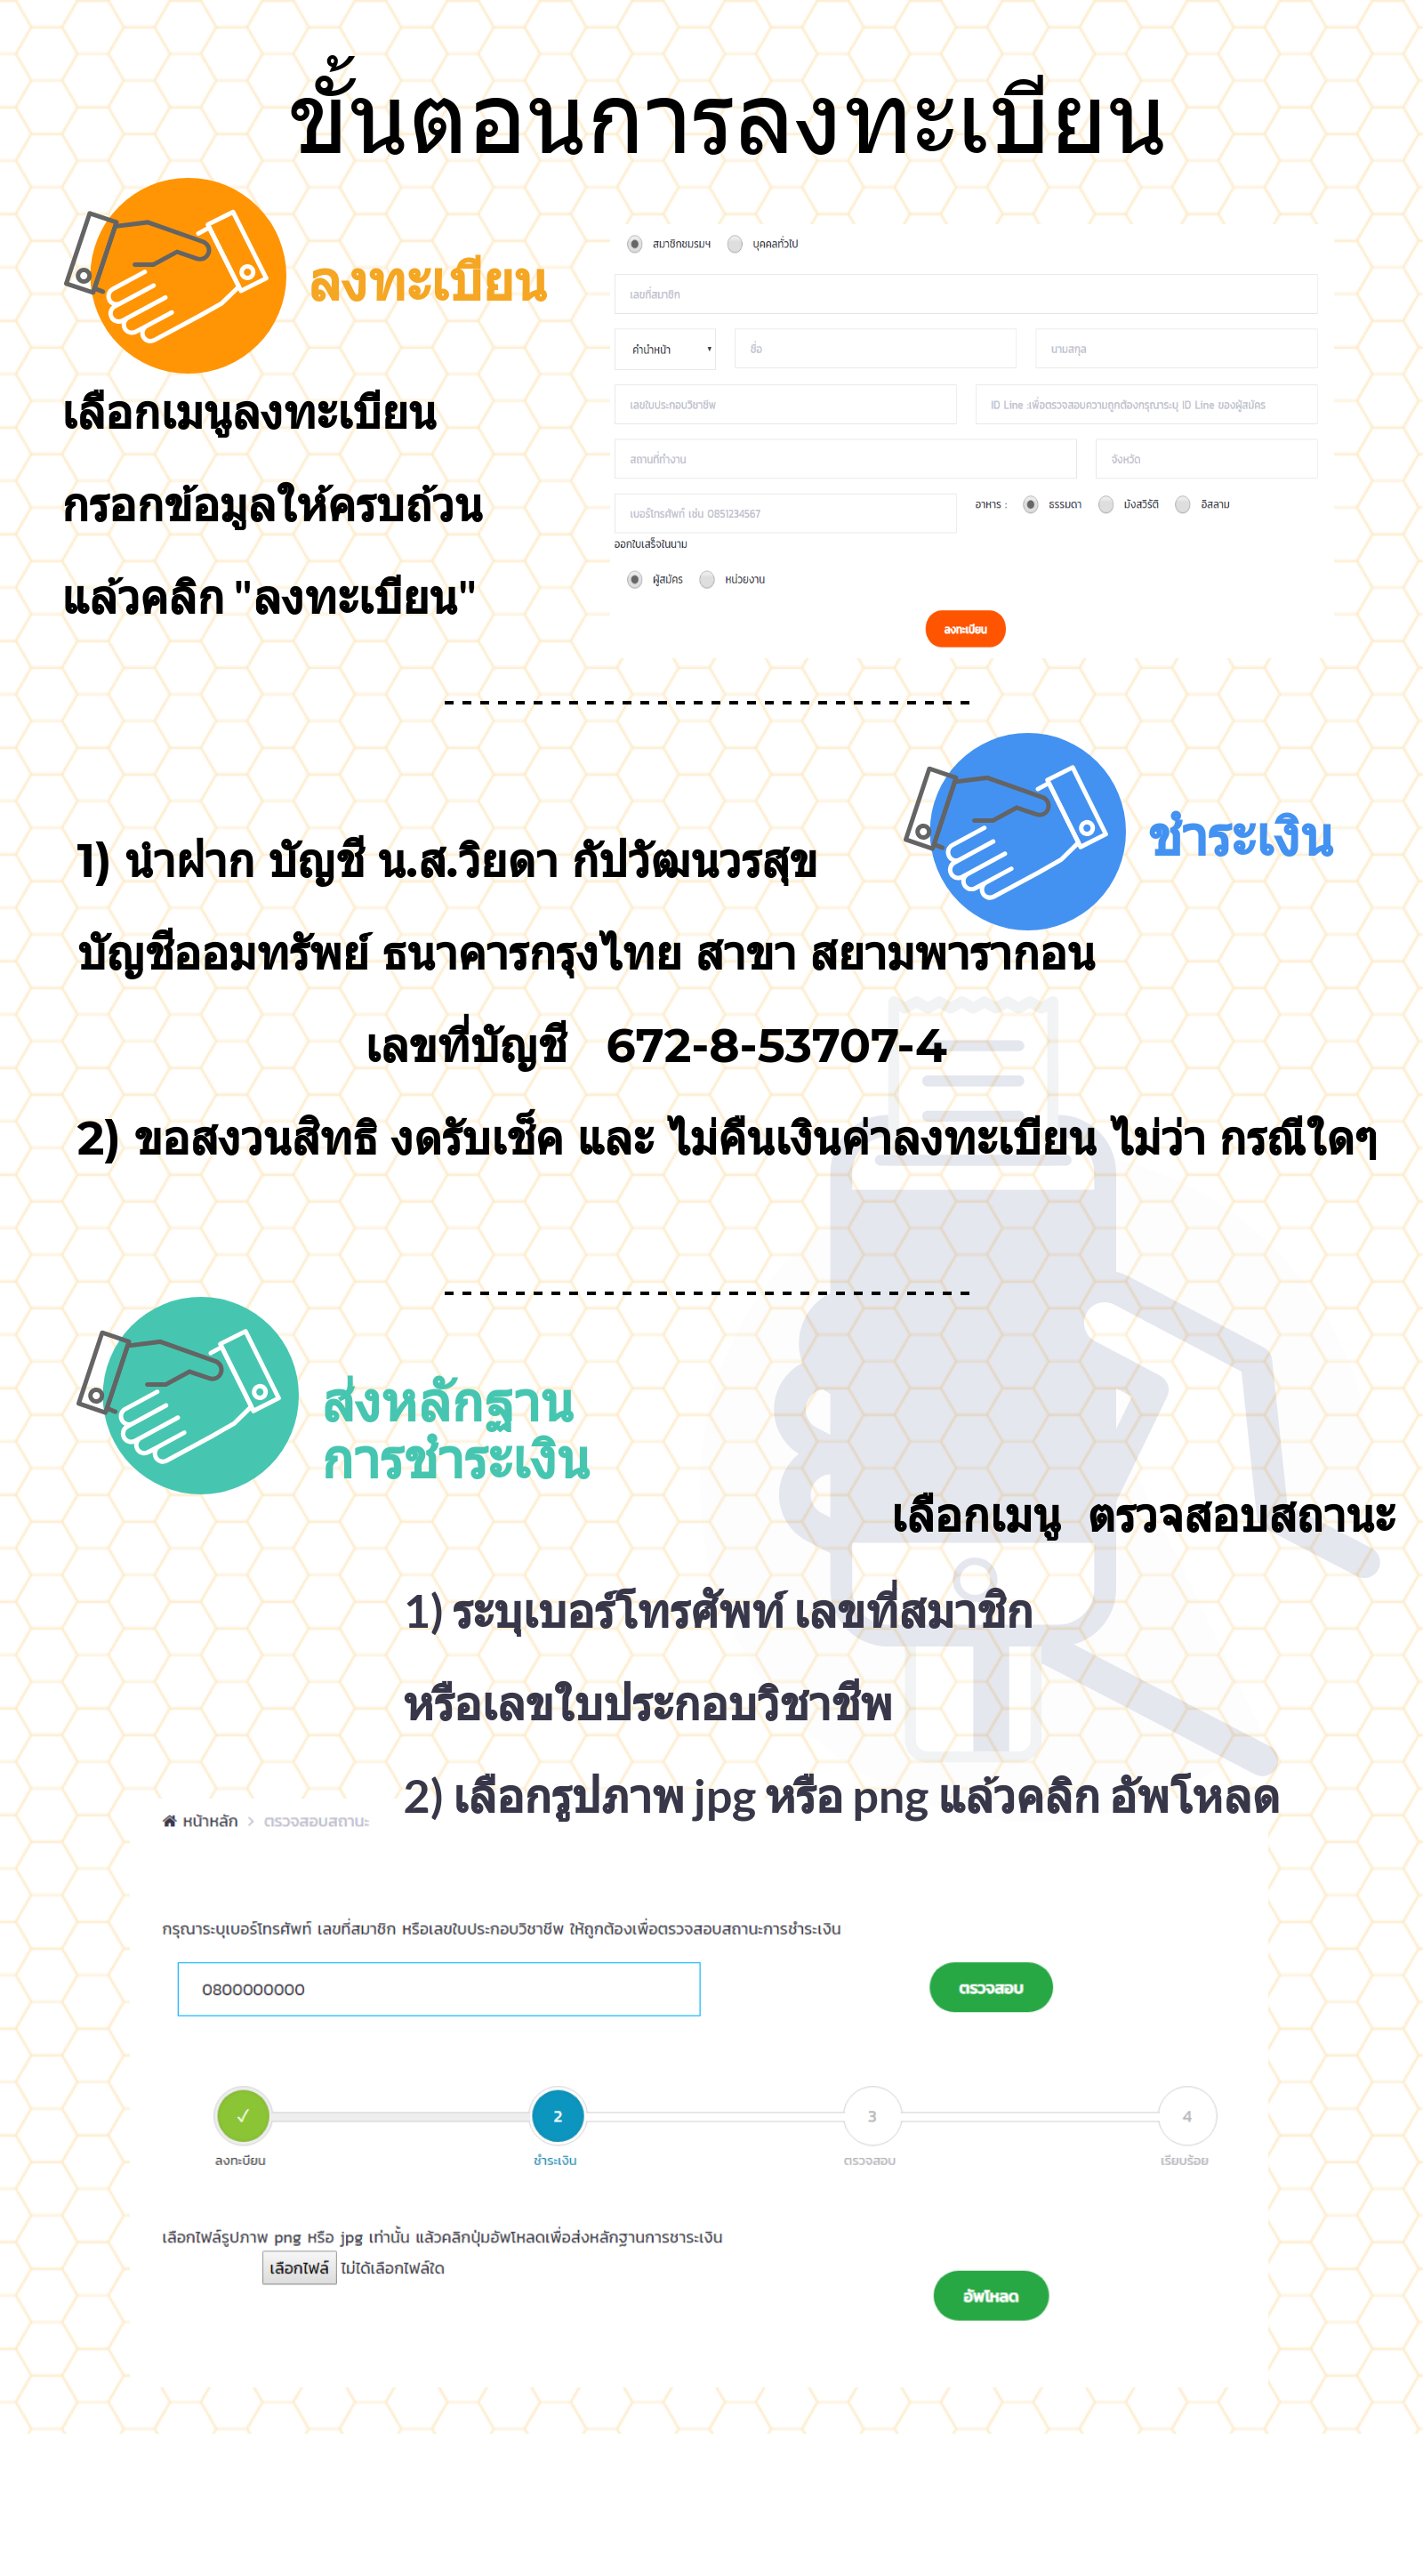 ขั้นตอนการลงทะเบียน
ลงทะเบียน
เลือกเมนูลงทะเบียน
กรอกข้อมูลให้ครบถ้วน
แล้วคลิก "ลงทะเบียน"
สมาชิกชมรมฯ บุคคลทั่วไป
เลขที่สมาชิก
คำนำหน้า ชื่อ นามสกุล
เลขใบประกอบวิชาชีพ ID Line :เพื่อตรวจสอบความถูกต้องกรุณาระบุ ID Line ของผู้สมัคร
สถานที่ทำงาน จังหวัด
เบอร์โทรศัพท์ เช่น 0851234567 อาหาร : ธรรมดา มังสวิรัติ อิสลาม
ออกใบเสร็จในนาม
ผู้สมัคร หน่วยงาน
ลงทะเบียน
ชำระเงิน
1) นำฝาก บัญชี น.ส.วิยดา กัปวัฒนวรสุข
บัญชีออมทรัพย์ ธนาคารกรุงไทย สาขา สยามพารากอน
เลขที่บัญชี 672-8-53707-4
2) ขอสงวนสิทธิ งดรับเช็ค และ ไม่คืนเงินค่าลงทะเบียน ไม่ว่า กรณีใดๆ
ส่งหลักฐาน
การชำระเงิน
เลือกเมนู ตรวจสอบสถานะ
1) ระบุเบอร์โทรศัพท์ เลขที่สมาชิก
หรือเลขใบประกอบวิชาชีพ
2) เลือกรูปภาพ jpg หรือ png แล้วคลิก อัพโหลด
หน้าหลัก > ตรวจสอบสถานะ
กรุณาระบุเบอร์โทรศัพท์ เลขที่สมาชิก หรือเลขใบประกอบวิชาชีพ ให้ถูกต้องเพื่อตรวจสอบสถานะการชำระเงิน
0800000000 ตรวจสอบ
✓ 2 3 4
ลงทะบียน ชำระเงิน ตรวจสอบ เรียบร้อย
เลือกไฟล์รูปภาพ png หรือ jpg เท่านั้น แล้วคลิกปุ่มอัพโหลดเพื่อส่งหลักฐานการชาระเงิน
เลือกไฟล์ ไม่ได้เลือกไฟล์ใด
อัพโหลด